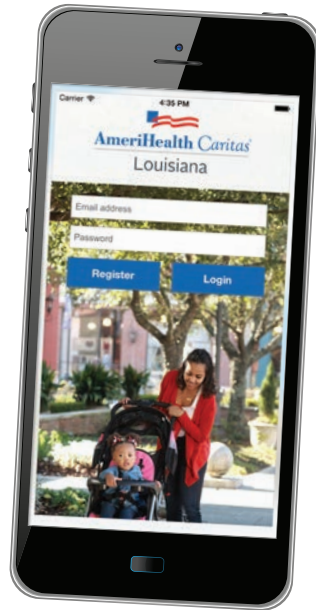 Carrier 4:35 PM
AmeriHealth Caritas
Louisiana
Email address
Password
Register Login